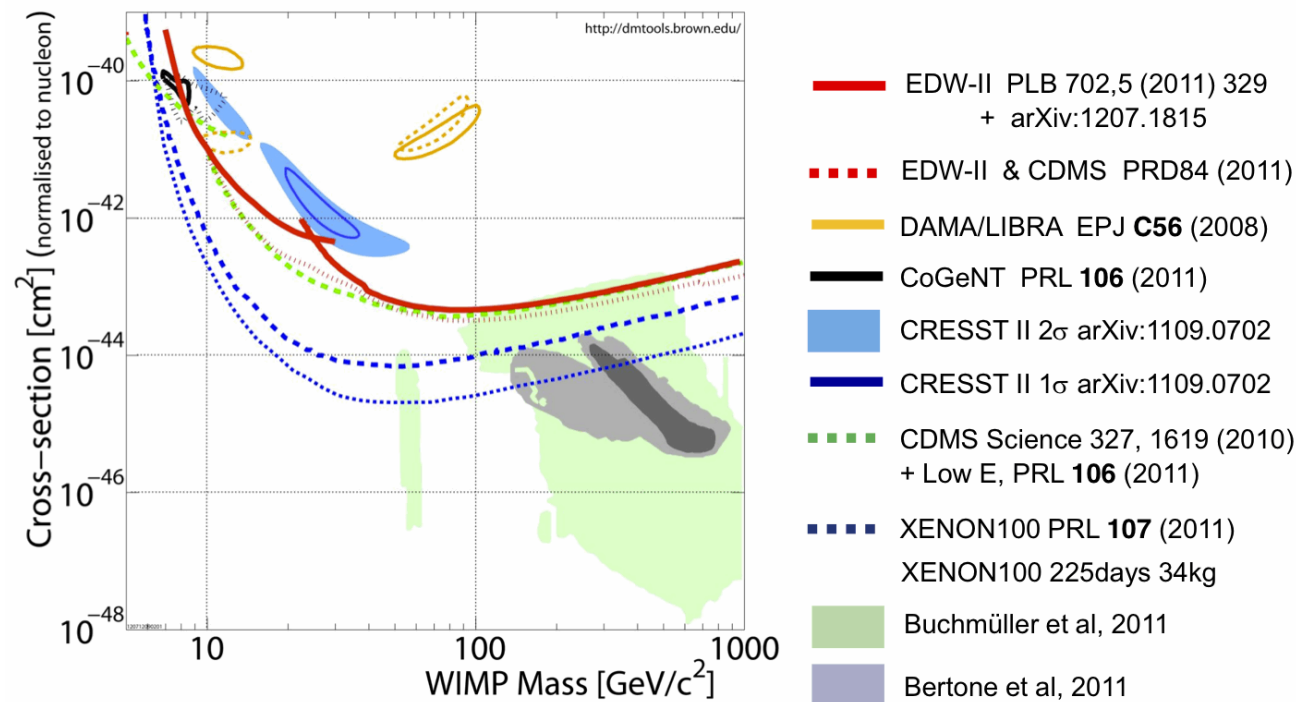 http://dmtools.brown.edu/
Cross−section [cm²] (normalised to nucleon)
10⁻⁴⁰
10⁻⁴²
10⁻⁴⁴
10⁻⁴⁶
10⁻⁴⁸
10
100
1000
WIMP Mass [GeV/c²]
EDW-II PLB 702,5 (2011) 329
+ arXiv:1207.1815
EDW-II & CDMS PRD84 (2011)
DAMA/LIBRA EPJ C56 (2008)
CoGeNT PRL 106 (2011)
CRESST II 2σ arXiv:1109.0702
CRESST II 1σ arXiv:1109.0702
CDMS Science 327, 1619 (2010)
+ Low E, PRL 106 (2011)
XENON100 PRL 107 (2011)
XENON100 225days 34kg
Buchmüller et al, 2011
Bertone et al, 2011